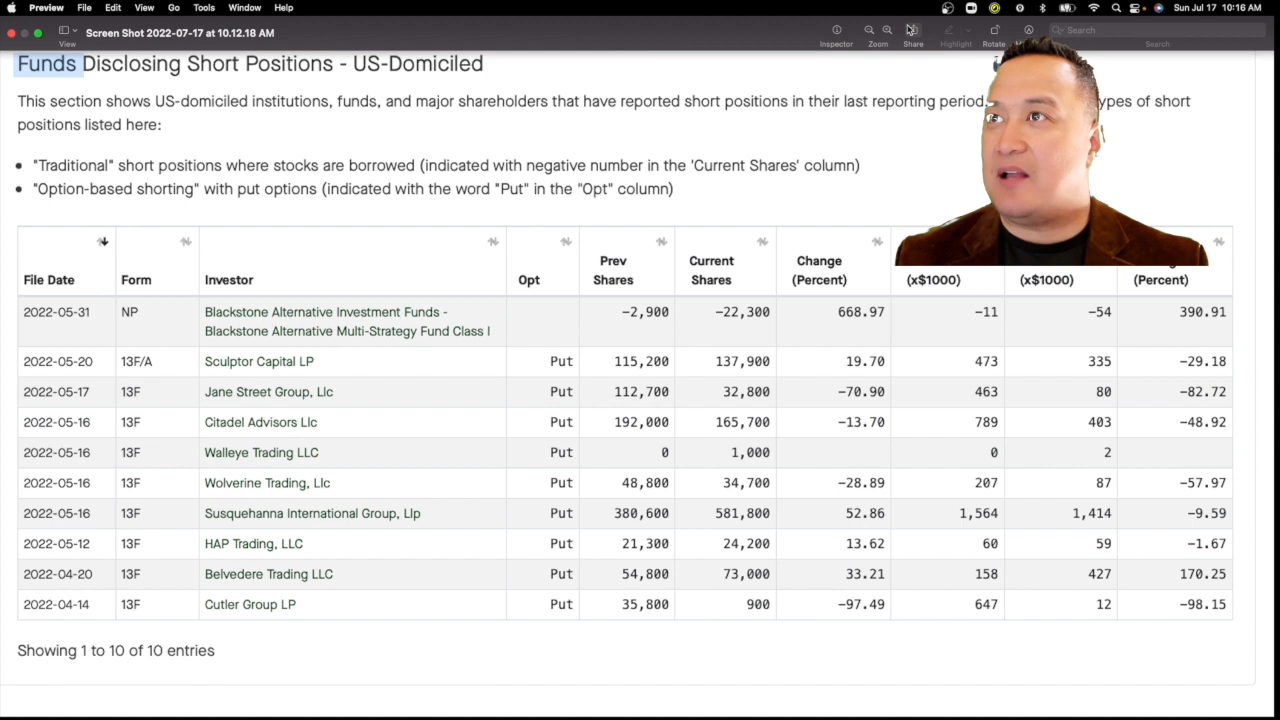 Preview File Edit View Go Tools Window Help Sun Jul 17 10:16 AM
Screen Shot 2022-07-17 at 10.12.18 AM Search
View Inspector Zoom Share Highlight Rotate Search
Funds Disclosing Short Positions - US-Domiciled
This section shows US-domiciled institutions, funds, and major shareholders that have reported short positions in their last reporting period. ypes of short
positions listed here:
• "Traditional" short positions where stocks are borrowed (indicated with negative number in the 'Current Shares' column)
• "Option-based shorting" with put options (indicated with the word "Put" in the "Opt" column)
File Date Form Investor Opt Prev Shares Current Shares Change (Percent) (x$1000) (x$1000) (Percent)
2022-05-31 NP Blackstone Alternative Investment Funds - −2,900 −22,300 668.97 −11 −54 390.91
Blackstone Alternative Multi-Strategy Fund Class I
2022-05-20 13F/A Sculptor Capital LP Put 115,200 137,900 19.70 473 335 −29.18
2022-05-17 13F Jane Street Group, Llc Put 112,700 32,800 −70.90 463 80 −82.72
2022-05-16 13F Citadel Advisors Llc Put 192,000 165,700 −13.70 789 403 −48.92
2022-05-16 13F Walleye Trading LLC Put 0 1,000 0 2
2022-05-16 13F Wolverine Trading, Llc Put 48,800 34,700 −28.89 207 87 −57.97
2022-05-16 13F Susquehanna International Group, Llp Put 380,600 581,800 52.86 1,564 1,414 −9.59
2022-05-12 13F HAP Trading, LLC Put 21,300 24,200 13.62 60 59 −1.67
2022-04-20 13F Belvedere Trading LLC Put 54,800 73,000 33.21 158 427 170.25
2022-04-14 13F Cutler Group LP Put 35,800 900 −97.49 647 12 −98.15
Showing 1 to 10 of 10 entries